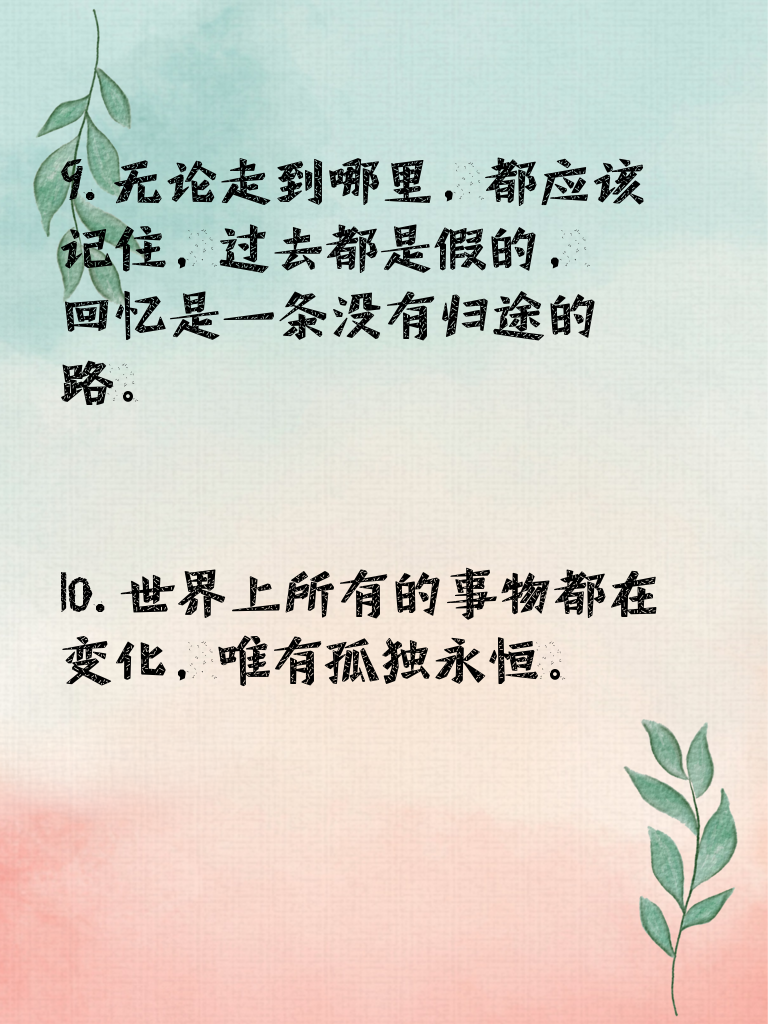 9.无论走到哪里，都应该
记住，过去都是假的，
回忆是一条没有归途的
路。
10.世界上所有的事物都在
变化，唯有孤独永恒。